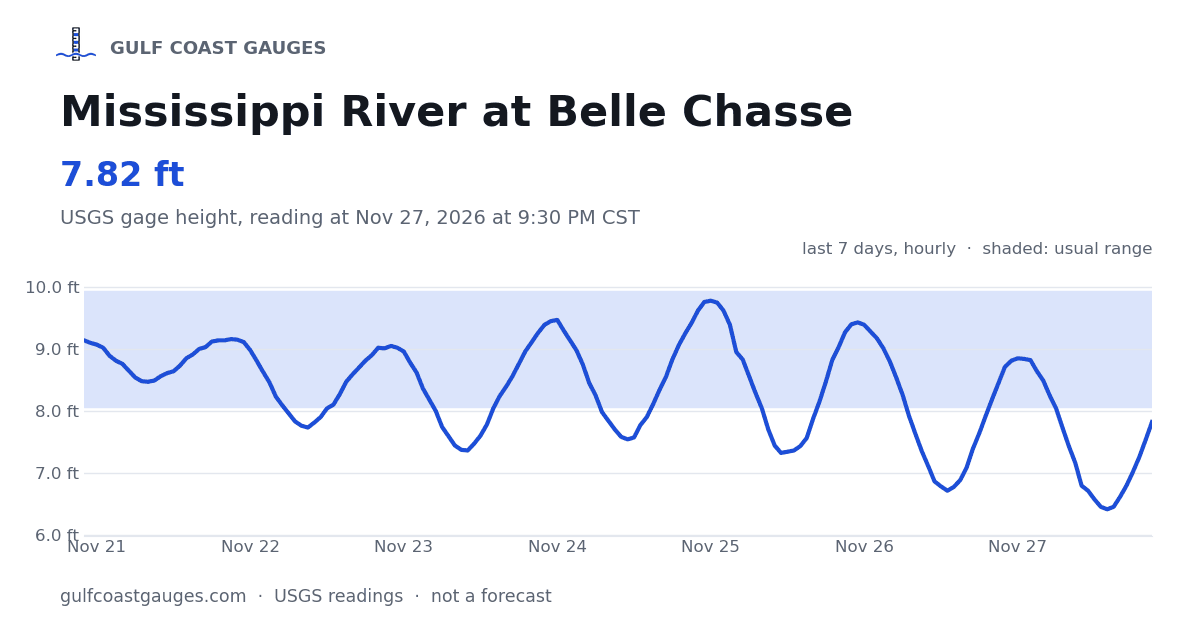 GULF COAST GAUGES
Mississippi River at Belle Chasse
7.82 ft
USGS gage height, reading at Nov 27, 2026 at 9:30 PM CST
last 7 days, hourly · shaded: usual range
10.0 ft
9.0 ft
8.0 ft
7.0 ft
6.0 ft
Nov 21 Nov 22 Nov 23 Nov 24 Nov 25 Nov 26 Nov 27
gulfcoastgauges.com · USGS readings · not a forecast